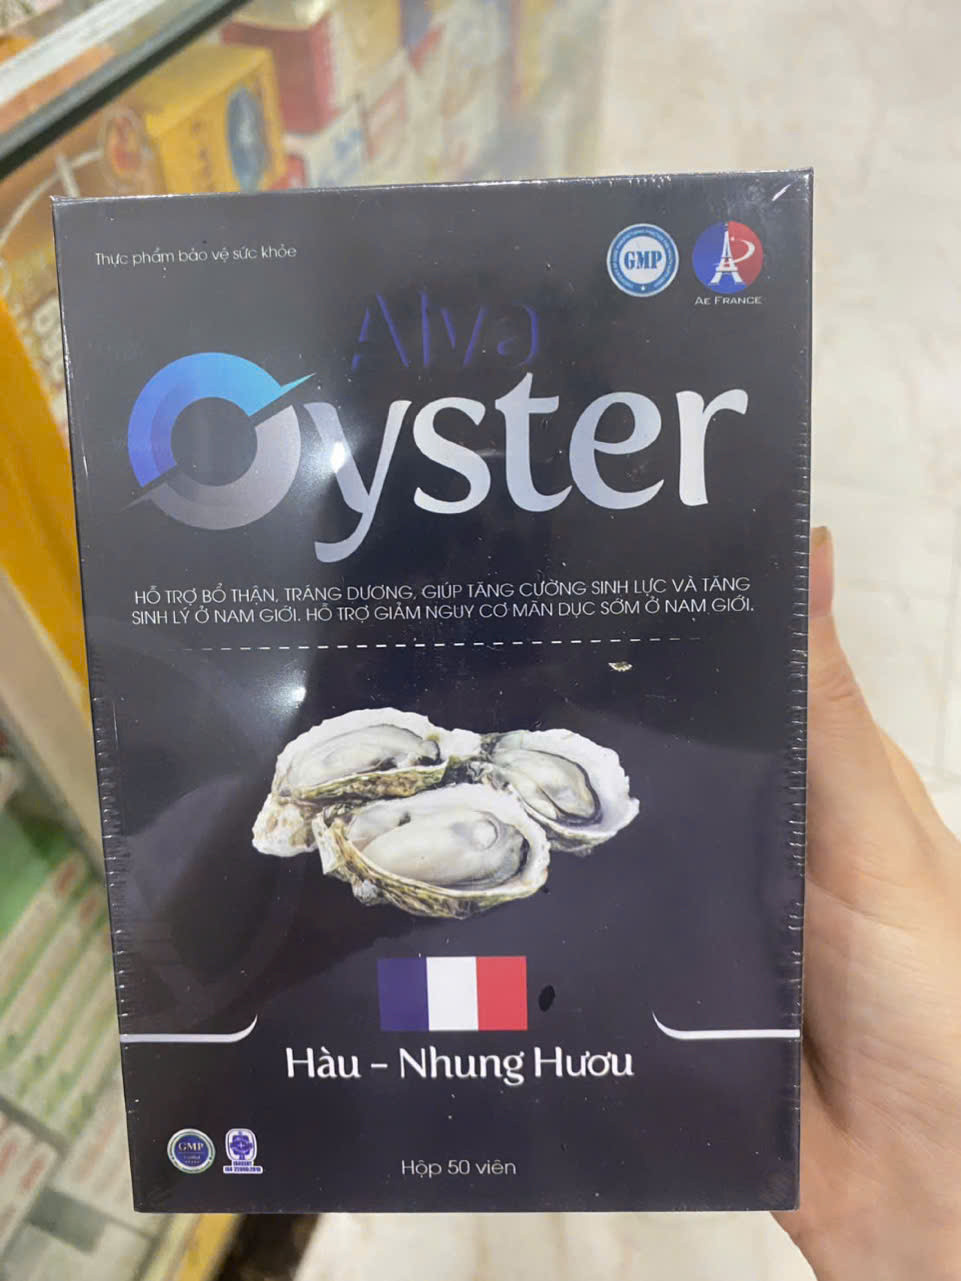 Thực phẩm bảo vệ sức khỏe
GMP
AE FRANCE
Alva
Oyster
HỖ TRỢ BỔ THẬN, TRÁNG DƯƠNG, GIÚP TĂNG CƯỜNG SINH LỰC VÀ TĂNG
SINH LÝ Ở NAM GIỚI. HỖ TRỢ GIẢM NGUY CƠ MÃN DỤC SỚM Ở NAM GIỚI.
Hàu - Nhung Hươu
GMP
Hộp 50 viên